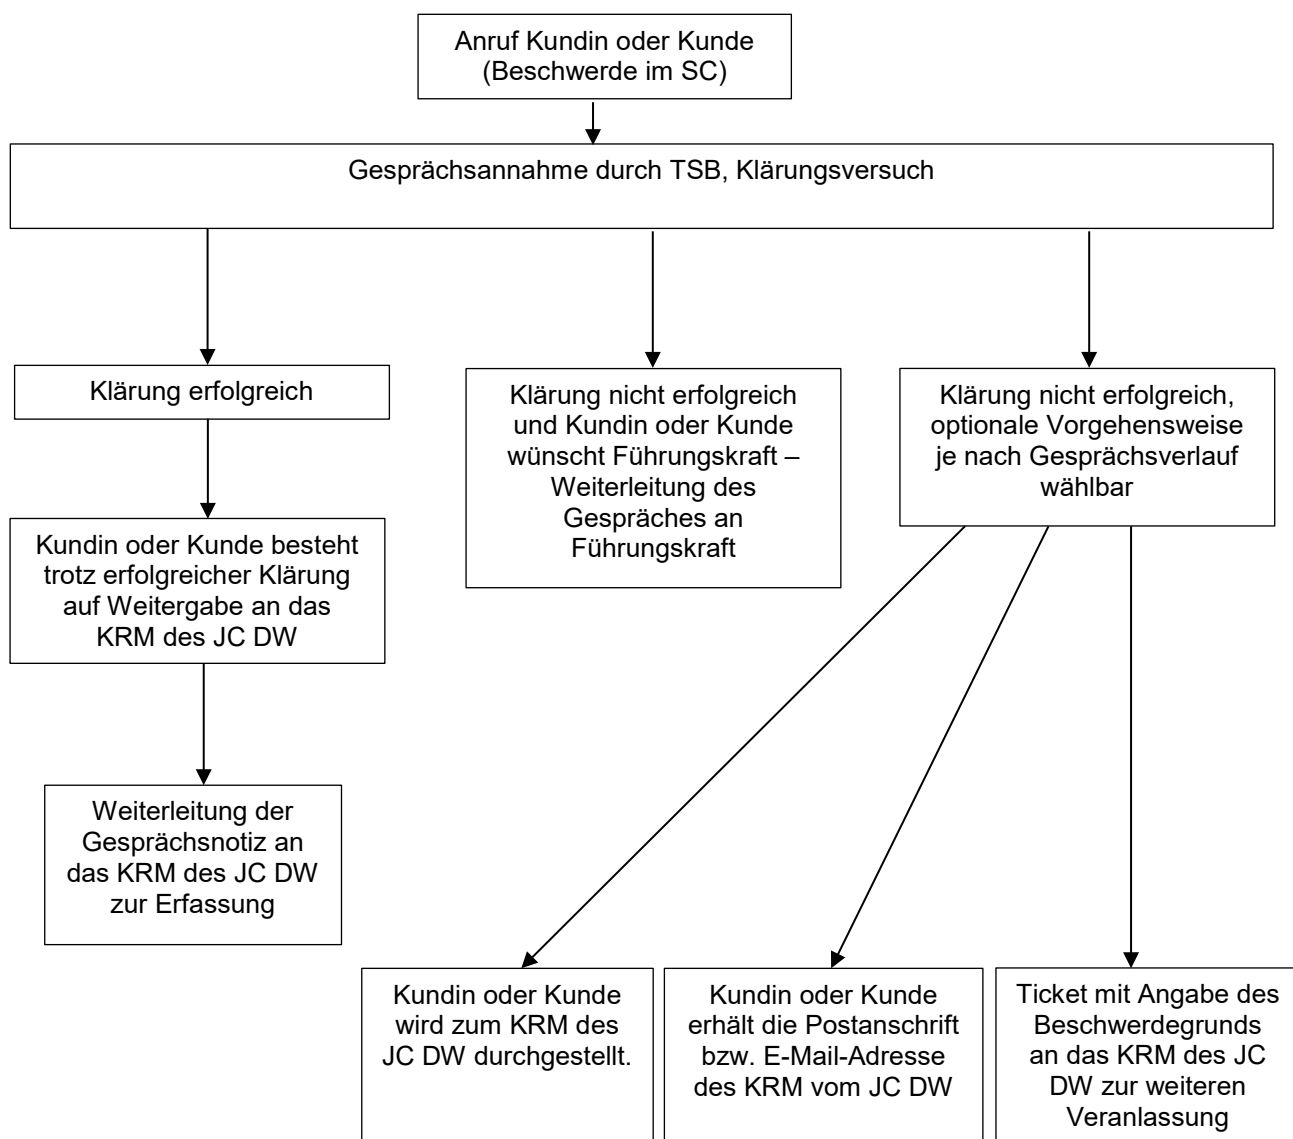 Anruf Kundin oder Kunde
(Beschwerde im SC)
Gesprächsannahme durch TSB, Klärungsversuch
Klärung erfolgreich
Kundin oder Kunde besteht
trotz erfolgreicher Klärung
auf Weitergabe an das
KRM des JC DW
Weiterleitung der
Gesprächsnotiz an
das KRM des JC DW
zur Erfassung
Klärung nicht erfolgreich
und Kundin oder Kunde
wünscht Führungskraft –
Weiterleitung des
Gespräches an
Führungskraft
Klärung nicht erfolgreich,
optionale Vorgehensweise
je nach Gesprächsverlauf
wählbar
Kundin oder Kunde
wird zum KRM des
JC DW durchgestellt.
Kundin oder Kunde
erhält die Postanschrift
bzw. E-Mail-Adresse
des KRM vom JC DW
Ticket mit Angabe des
Beschwerdegrunds
an das KRM des JC
DW zur weiteren
Veranlassung